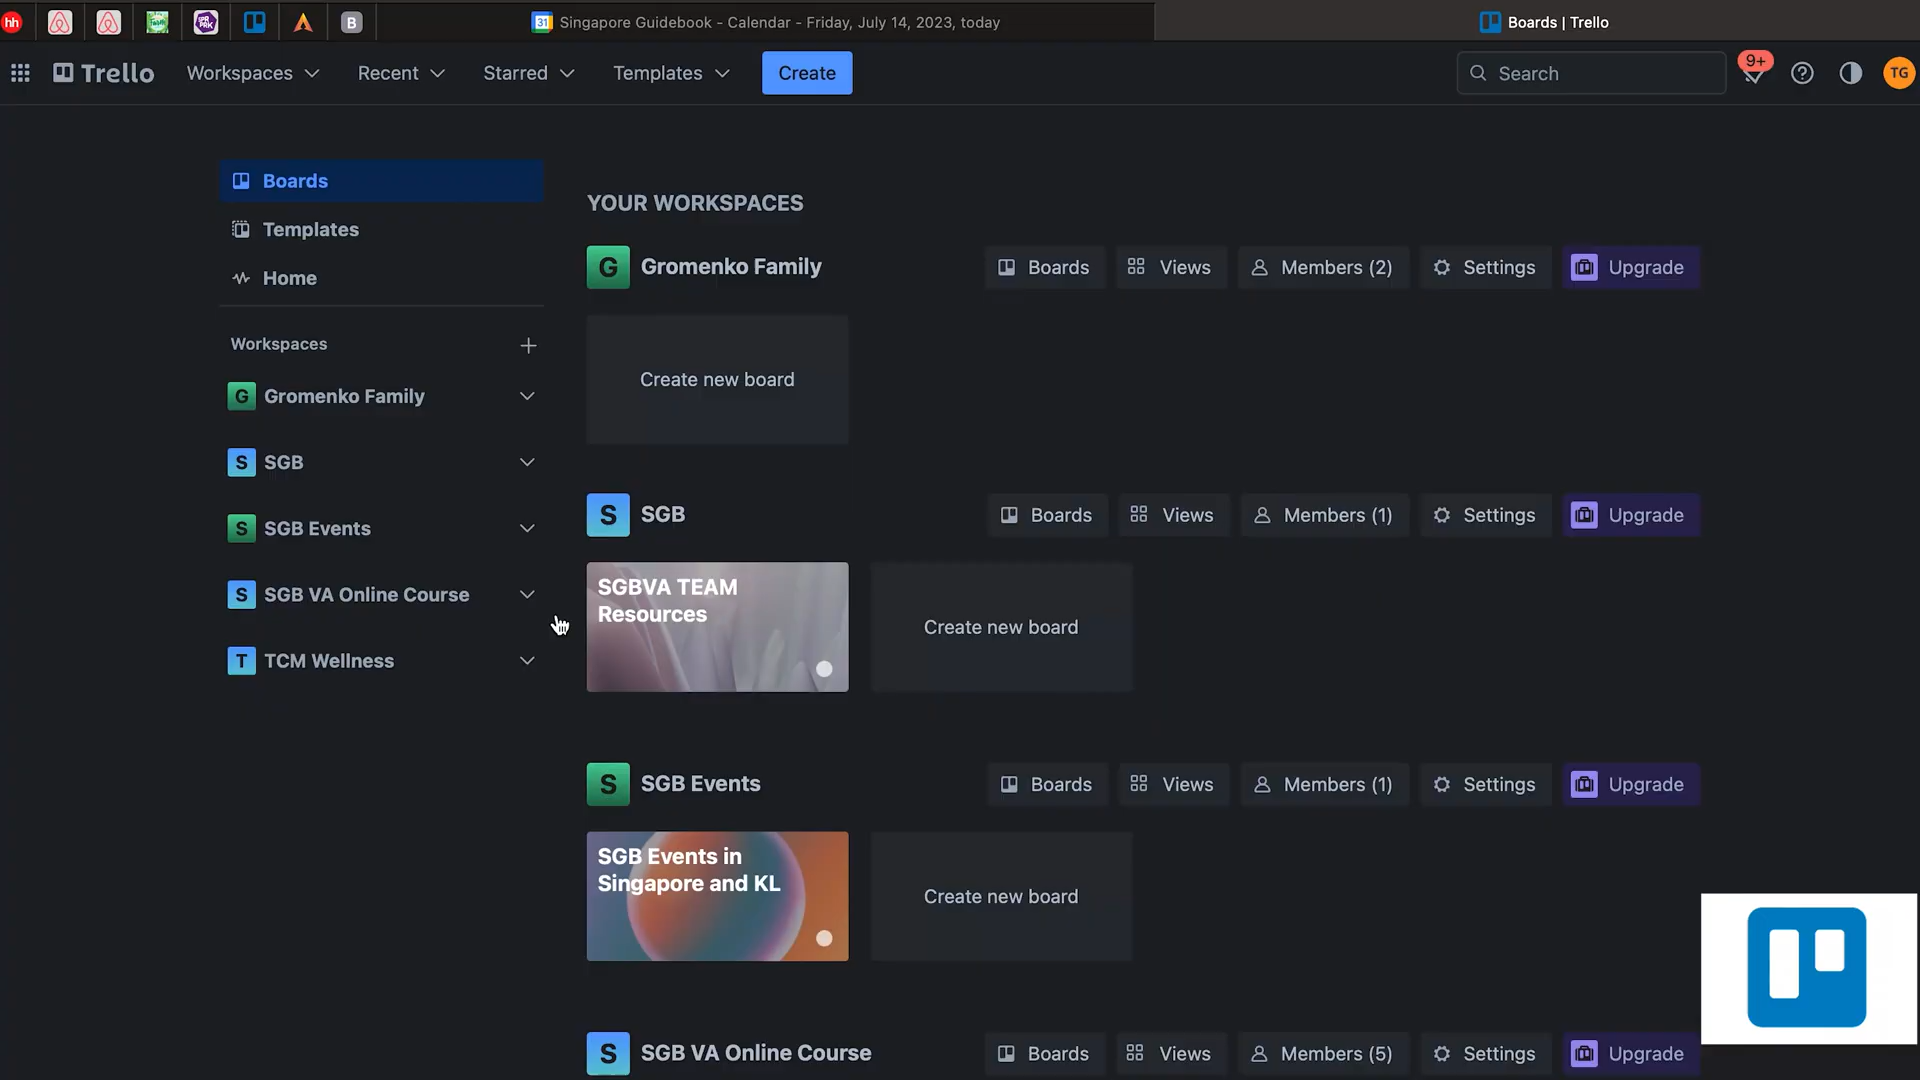 hh
B
31 Singapore Guidebook - Calendar - Friday, July 14, 2023, today
Boards | Trello
Trello Workspaces Recent Starred Templates Create Search 9+ TG
Boards
Templates
Home
Workspaces
G Gromenko Family
S SGB
S SGB Events
S SGB VA Online Course
T TCM Wellness
YOUR WORKSPACES
G Gromenko Family Boards Views Members (2) Settings Upgrade
Create new board
S SGB Boards Views Members (1) Settings Upgrade
SGBVA TEAM
Resources
Create new board
S SGB Events Boards Views Members (1) Settings Upgrade
SGB Events in
Singapore and KL
Create new board
S SGB VA Online Course Boards Views Members (5) Settings Upgrade